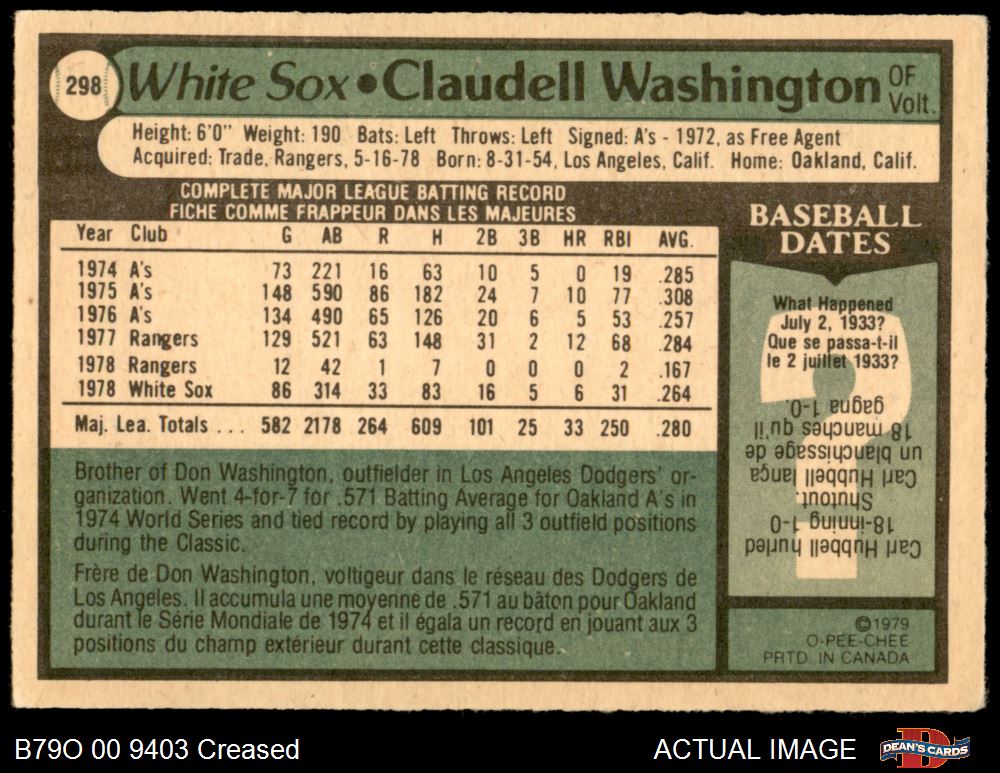 298
White Sox • Claudell Washington OF Volt.
Height: 6'0" Weight: 190 Bats: Left Throws: Left Signed: A's - 1972, as Free Agent
Acquired: Trade, Rangers, 5-16-78 Born: 8-31-54, Los Angeles, Calif. Home: Oakland, Calif.
COMPLETE MAJOR LEAGUE BATTING RECORD
FICHE COMME FRAPPEUR DANS LES MAJEURES
Year Club G AB R H 2B 3B HR RBI AVG.
1974 A's 73 221 16 63 10 5 0 19 .285
1975 A's 148 590 86 182 24 7 10 77 .308
1976 A's 134 490 65 126 20 6 5 53 .257
1977 Rangers 129 521 63 148 31 2 12 68 .284
1978 Rangers 12 42 1 7 0 0 0 2 .167
1978 White Sox 86 314 33 83 16 5 6 31 .264
Maj. Lea. Totals ... 582 2178 264 609 101 25 33 250 .280
Brother of Don Washington, outfielder in Los Angeles Dodgers' or-
ganization. Went 4-for-7 for .571 Batting Average for Oakland A's in
1974 World Series and tied record by playing all 3 outfield positions
during the Classic.
Frère de Don Washington, voltigeur dans le réseau des Dodgers de
Los Angeles. Il accumula une moyenne de .571 au bâton pour Oakland
durant le Série Mondiale de 1974 et il égala un record en jouant aux 3
positions du champ extérieur durant cette classique.
BASEBALL
DATES
What Happened
July 2, 1933?
Que se passa-t-il
le 2 juillet 1933?
Carl Hubbell hurled
18-inning 1-0
Shutout.
Carl Hubbell lança
un blanchissage de
18 manches qu'il
gagna 1-0.
©1979
O-PEE-CHEE
PRTD. IN CANADA
B79O 00 9403 Creased
ACTUAL IMAGE
DEAN'S CARDS